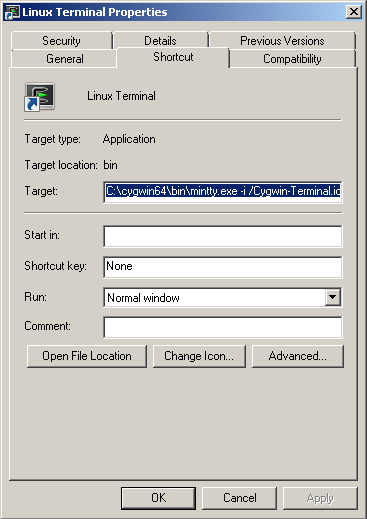 Linux Terminal Properties
Security Details Previous Versions
General Shortcut Compatibility
Linux Terminal
Target type: Application
Target location: bin
Target: C:\cygwin64\bin\mintty.exe -i /Cygwin-Terminal.ic
Start in:
Shortcut key: None
Run: Normal window
Comment:
Open File Location Change Icon... Advanced...
OK Cancel Apply